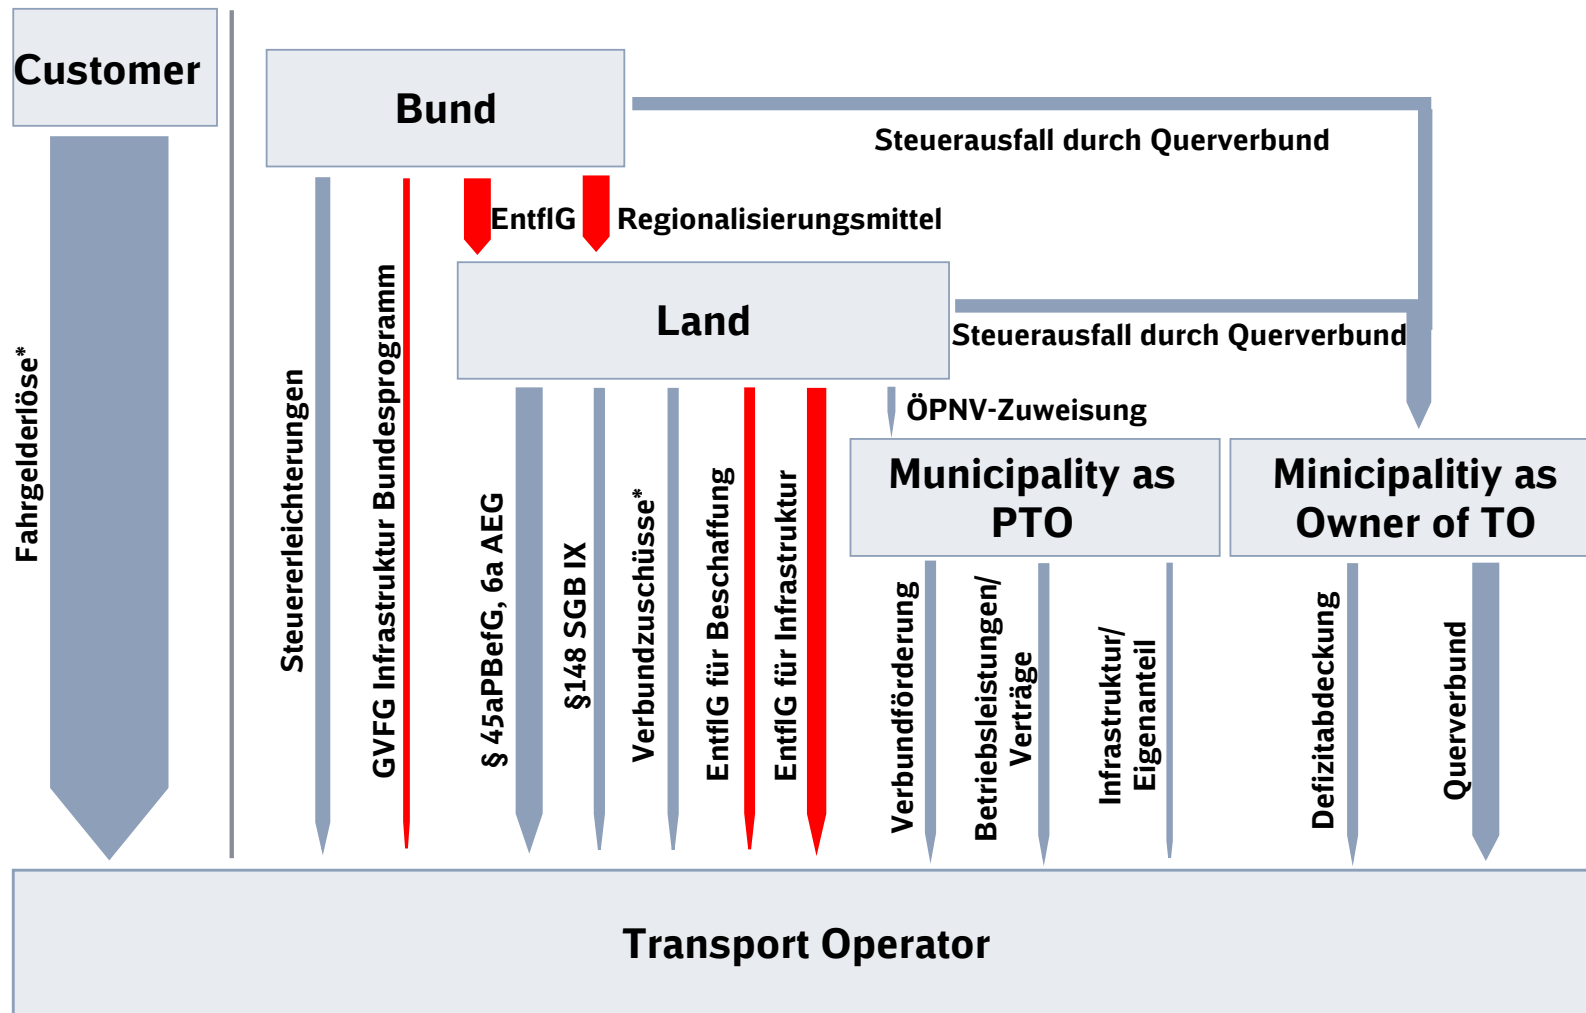 Customer
Bund
Steuerausfall durch Querverbund
EntflG
Regionalisierungsmittel
Land
Steuerausfall durch Querverbund
ÖPNV-Zuweisung
Municipality as
PTO
Minicipalitiy as
Owner of TO
Fahrgelderlöse*
Steuererleichterungen
GVFG Infrastruktur Bundesprogramm
§ 45aPBefG, 6a AEG
§148 SGB IX
Verbundzuschüsse*
EntflG für Beschaffung
EntflG für Infrastruktur
Verbundförderung
Betriebsleistungen/
Verträge
Infrastruktur/
Eigenanteil
Defizitabdeckung
Querverbund
Transport Operator